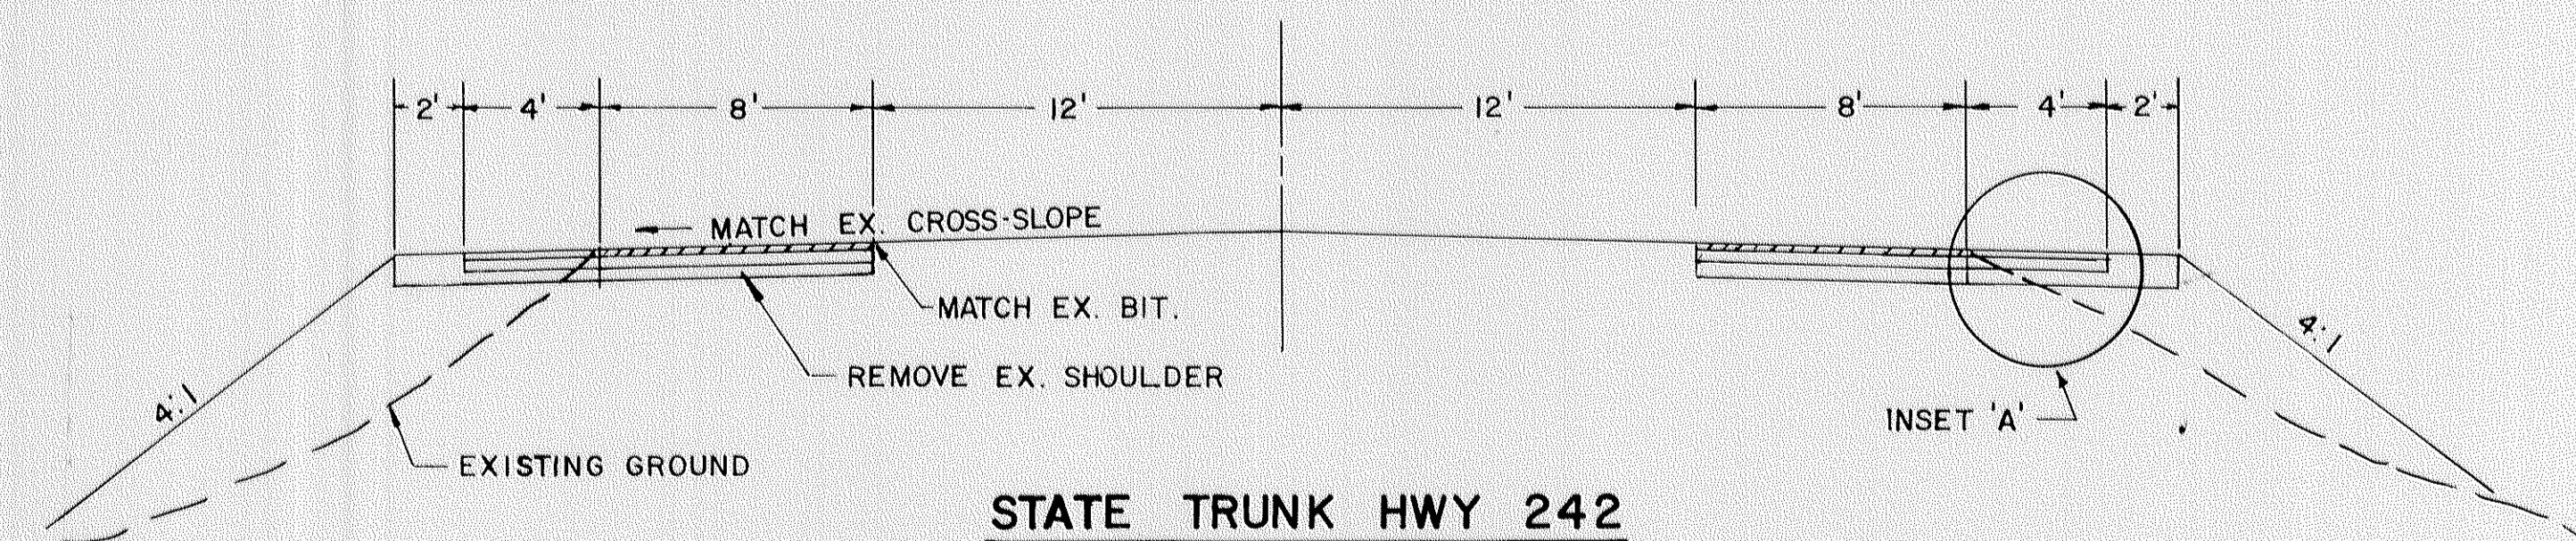 2' 4' 8' 12' 12' 8' 4' 2'
MATCH EX. CROSS-SLOPE
MATCH EX. BIT.
4:1
REMOVE EX. SHOULDER
4:1
INSET 'A'
EXISTING GROUND
STATE TRUNK HWY 242